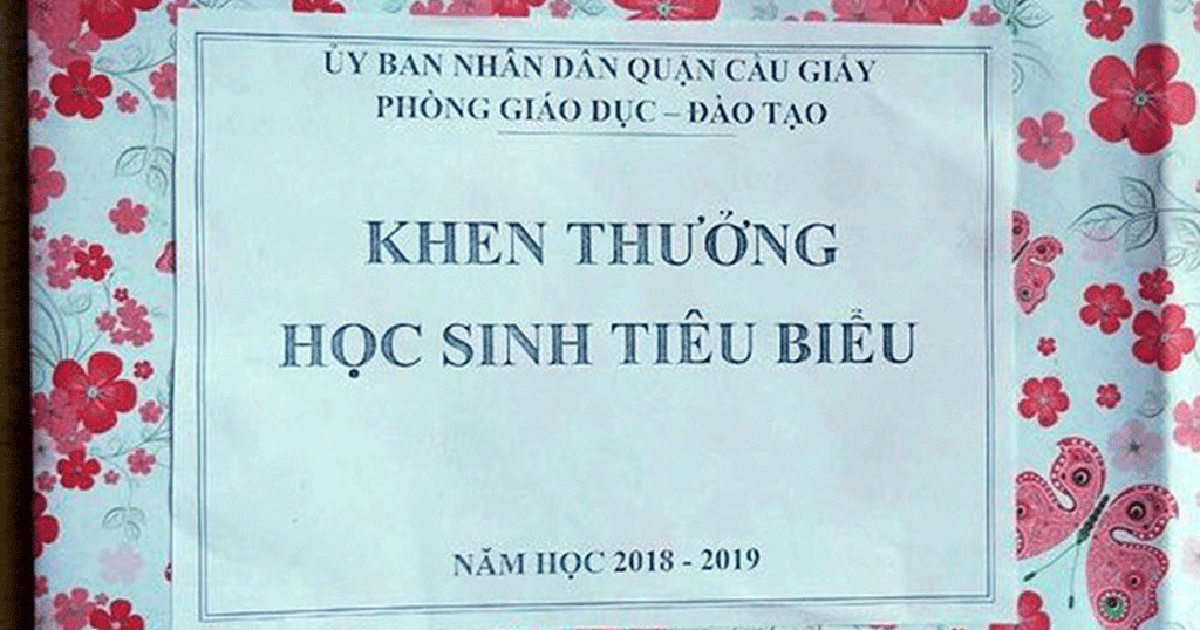 ỦY BAN NHÂN DÂN QUẬN CẦU GIẤY
PHÒNG GIÁO DỤC – ĐÀO TẠO
KHEN THƯỞNG
HỌC SINH TIÊU BIỂU
NĂM HỌC 2018 - 2019